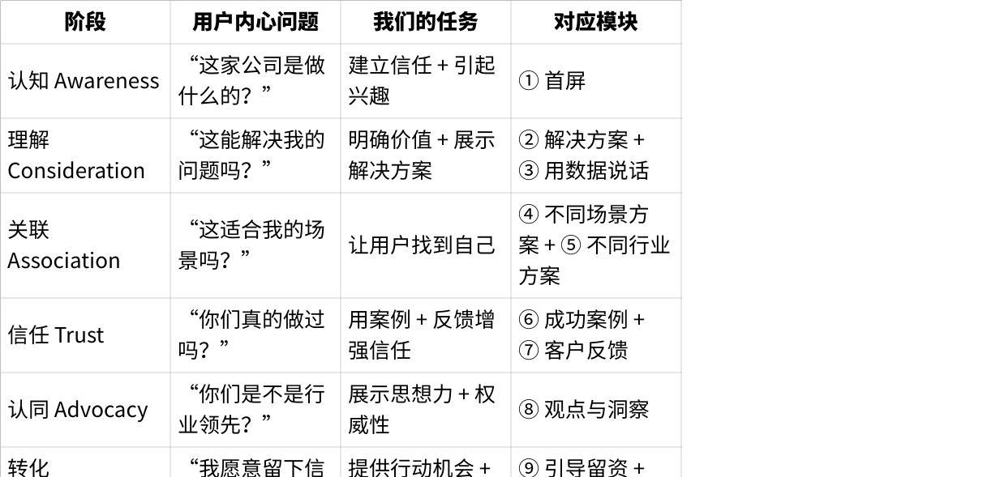 阶段 用户内心问题 我们的任务 对应模块
认知 Awareness “这家公司是做什么的？” 建立信任 + 引起兴趣 ① 首屏
理解 Consideration “这能解决我的问题吗？” 明确价值 + 展示解决方案 ② 解决方案 + ③ 用数据说话
关联 Association “这适合我的场景吗？” 让用户找到自己 ④ 不同场景方案 + ⑤ 不同行业方案
信任 Trust “你们真的做过吗？” 用案例 + 反馈增强信任 ⑥ 成功案例 + ⑦ 客户反馈
认同 Advocacy “你们是不是行业领先？” 展示思想力 + 权威性 ⑧ 观点与洞察
转化 “我愿意留下信 提供行动机会 + ⑨ 引导留资 +